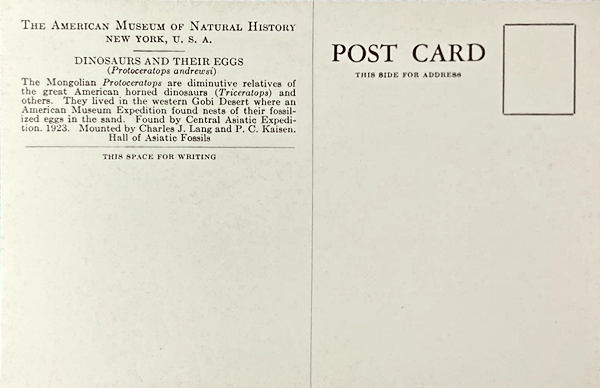 The American Museum of Natural History
NEW YORK, U. S. A.
DINOSAURS AND THEIR EGGS
(Protoceratops andrewsi)
The Mongolian Protoceratops are diminutive relatives of
the great American horned dinosaurs (Triceratops) and
others. They lived in the western Gobi Desert where an
American Museum Expedition found nests of their fossil-
ized eggs in the sand. Found by Central Asiatic Expedi-
tion. 1923. Mounted by Charles J. Lang and P. C. Kaisen.
Hall of Asiatic Fossils
THIS SPACE FOR WRITING
POST CARD
THIS SIDE FOR ADDRESS